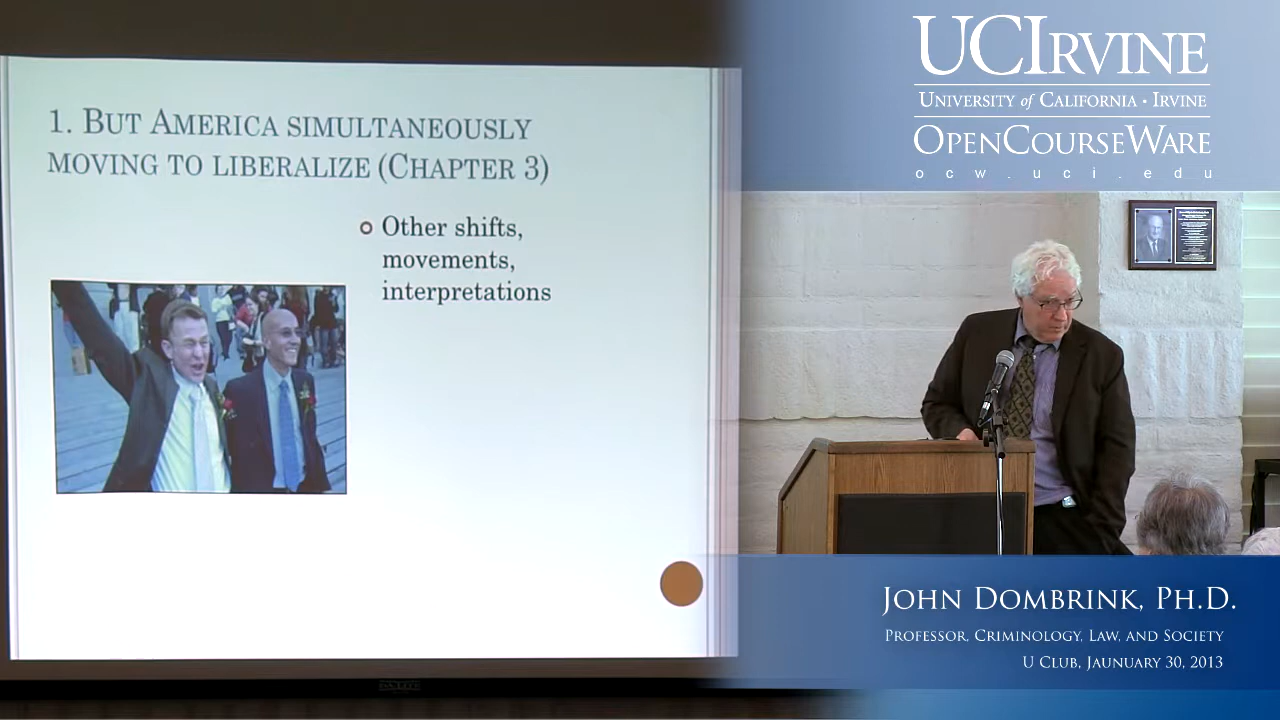 1. BUT AMERICA SIMULTANEOUSLY
MOVING TO LIBERALIZE (CHAPTER 3)
Other shifts,
movements,
interpretations
UCIRVINE
UNIVERSITY of CALIFORNIA • IRVINE
OPENCOURSEWARE
ocw.uci.edu
JOHN DOMBRINK, PH.D.
PROFESSOR, CRIMINOLOGY, LAW, AND SOCIETY
U CLUB, JAUNUARY 30, 2013